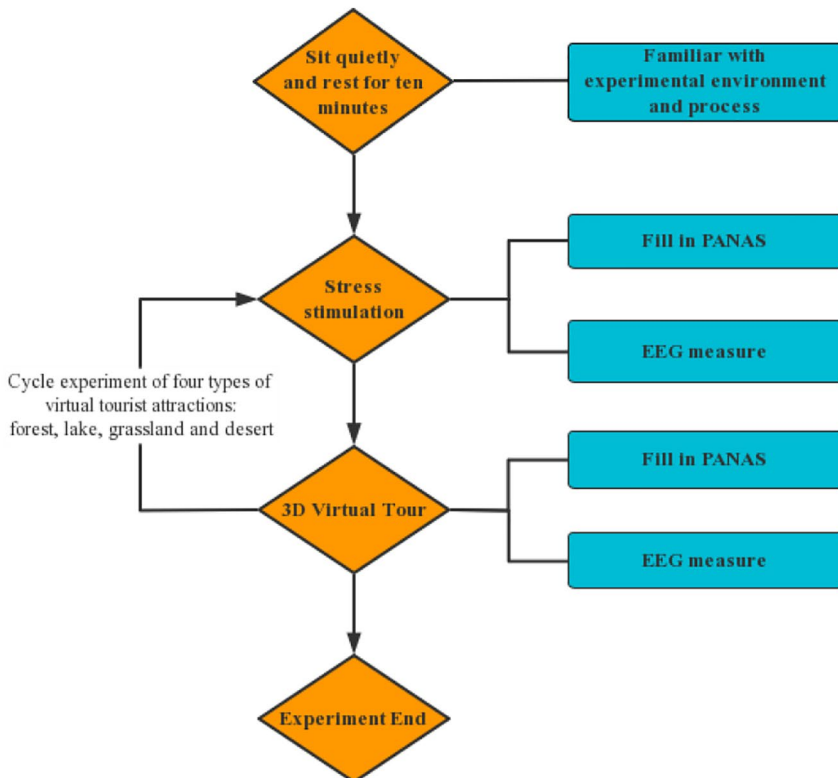 Sit quietly
and rest for ten
minutes
Familiar with
experimental environment
and process
Stress
stimulation
Fill in PANAS
EEG measure
Cycle experiment of four types of
virtual tourist attractions:
forest, lake, grassland and desert
3D Virtual Tour
Fill in PANAS
EEG measure
Experiment End